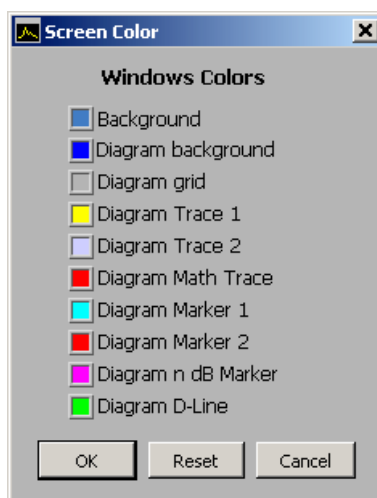 Screen Color
Windows Colors
Background
Diagram background
Diagram grid
Diagram Trace 1
Diagram Trace 2
Diagram Math Trace
Diagram Marker 1
Diagram Marker 2
Diagram n dB Marker
Diagram D-Line
OK Reset Cancel